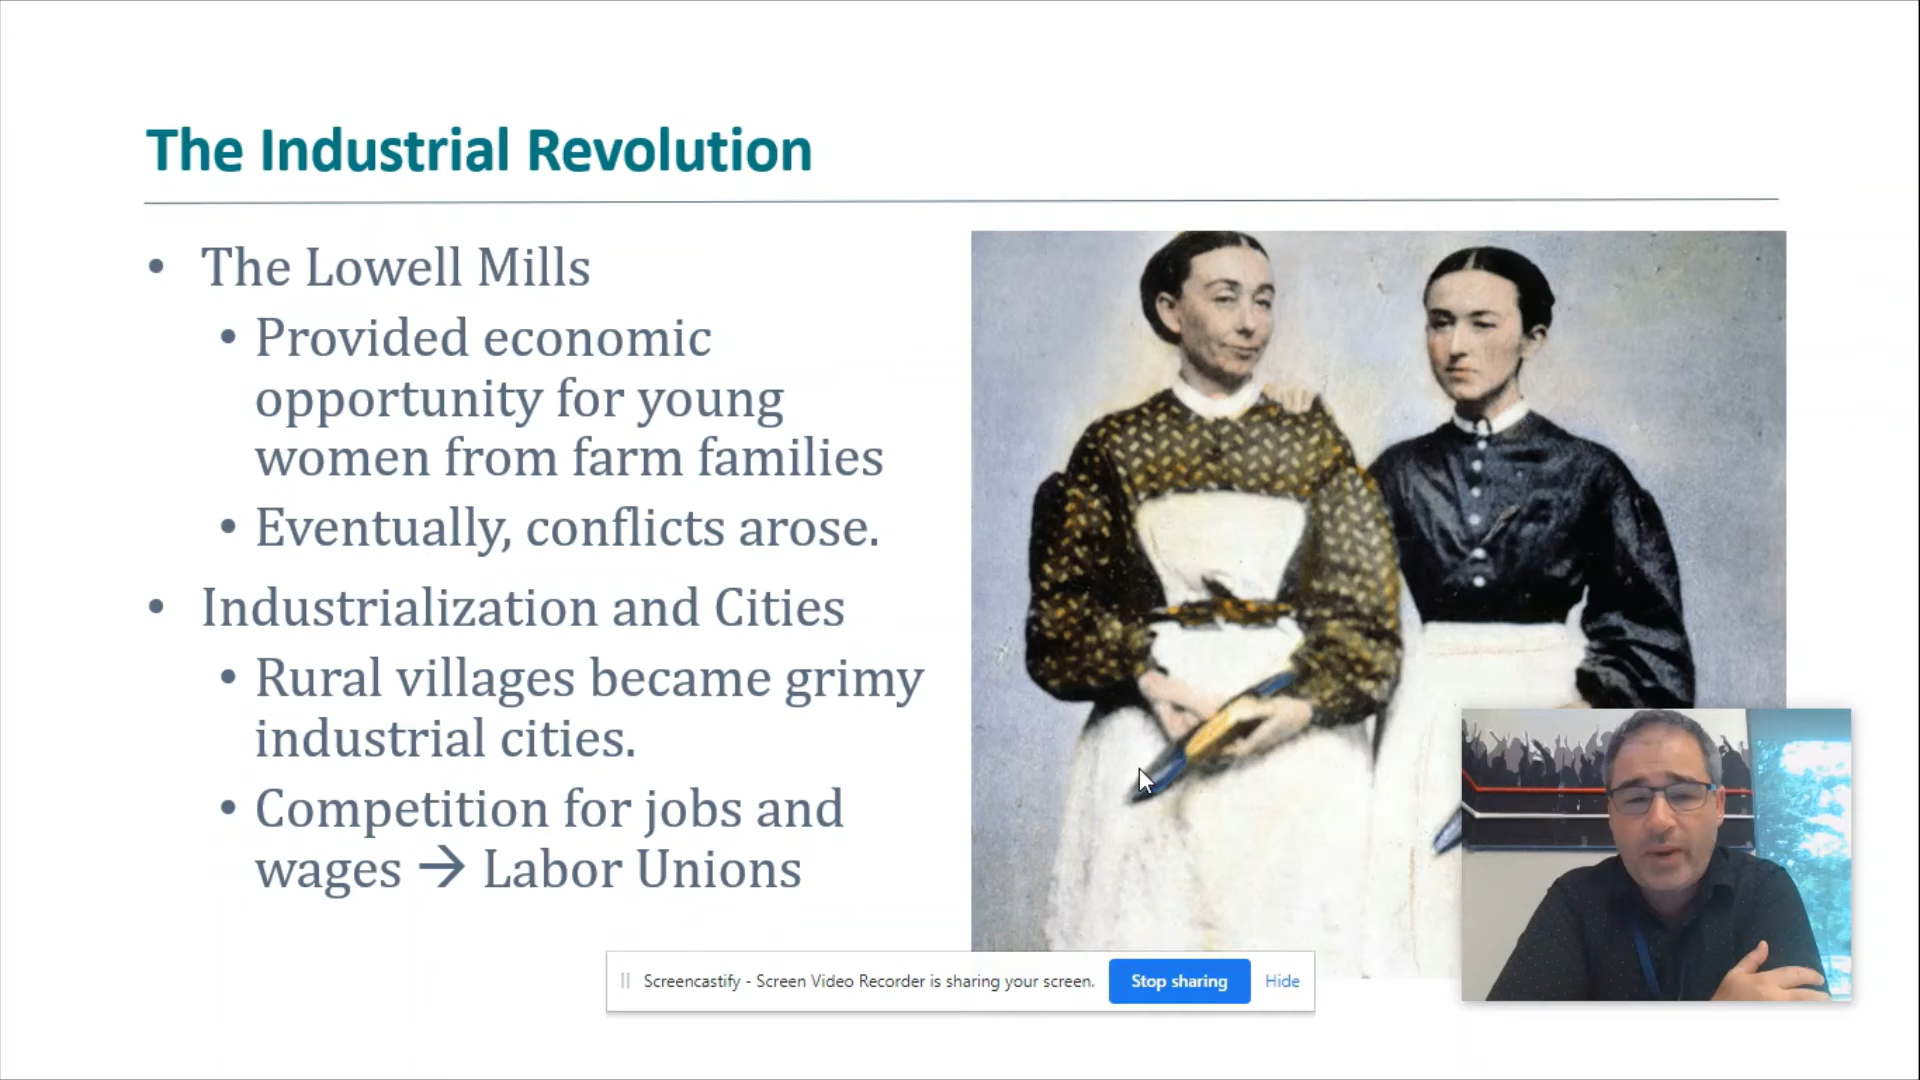 The Industrial Revolution
• The Lowell Mills
• Provided economic
opportunity for young
women from farm families
• Eventually, conflicts arose.
• Industrialization and Cities
• Rural villages became grimy
industrial cities.
• Competition for jobs and
wages → Labor Unions
Screencastify - Screen Video Recorder is sharing your screen. Stop sharing Hide